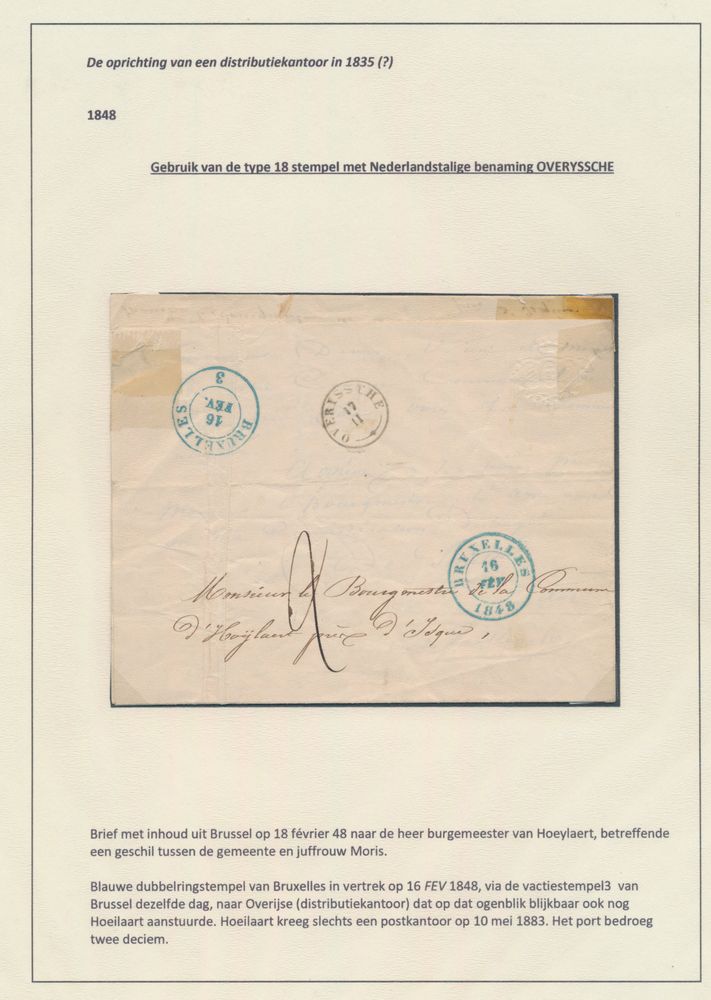 De oprichting van een distributiekantoor in 1835 (?)
1848
Gebruik van de type 18 stempel met Nederlandstalige benaming OVERYSSCHE
BRUXELLES
16
FÉV.
3
OVERYSSCHE
17
II
BRUXELLES
16
FÉV
1848
2
Monsieur le Bourgmestre de la Commune
d'Hoÿlaert près d'Isque,
Brief met inhoud uit Brussel op 18 février 48 naar de heer burgemeester van Hoeylaert, betreffende
een geschil tussen de gemeente en juffrouw Moris.
Blauwe dubbelringstempel van Bruxelles in vertrek op 16 FEV 1848, via de vactiestempel3 van
Brussel dezelfde dag, naar Overijse (distributiekantoor) dat op dat ogenblik blijkbaar ook nog
Hoeilaart aanstuurde. Hoeilaart kreeg slechts een postkantoor op 10 mei 1883. Het port bedroeg
twee deciem.